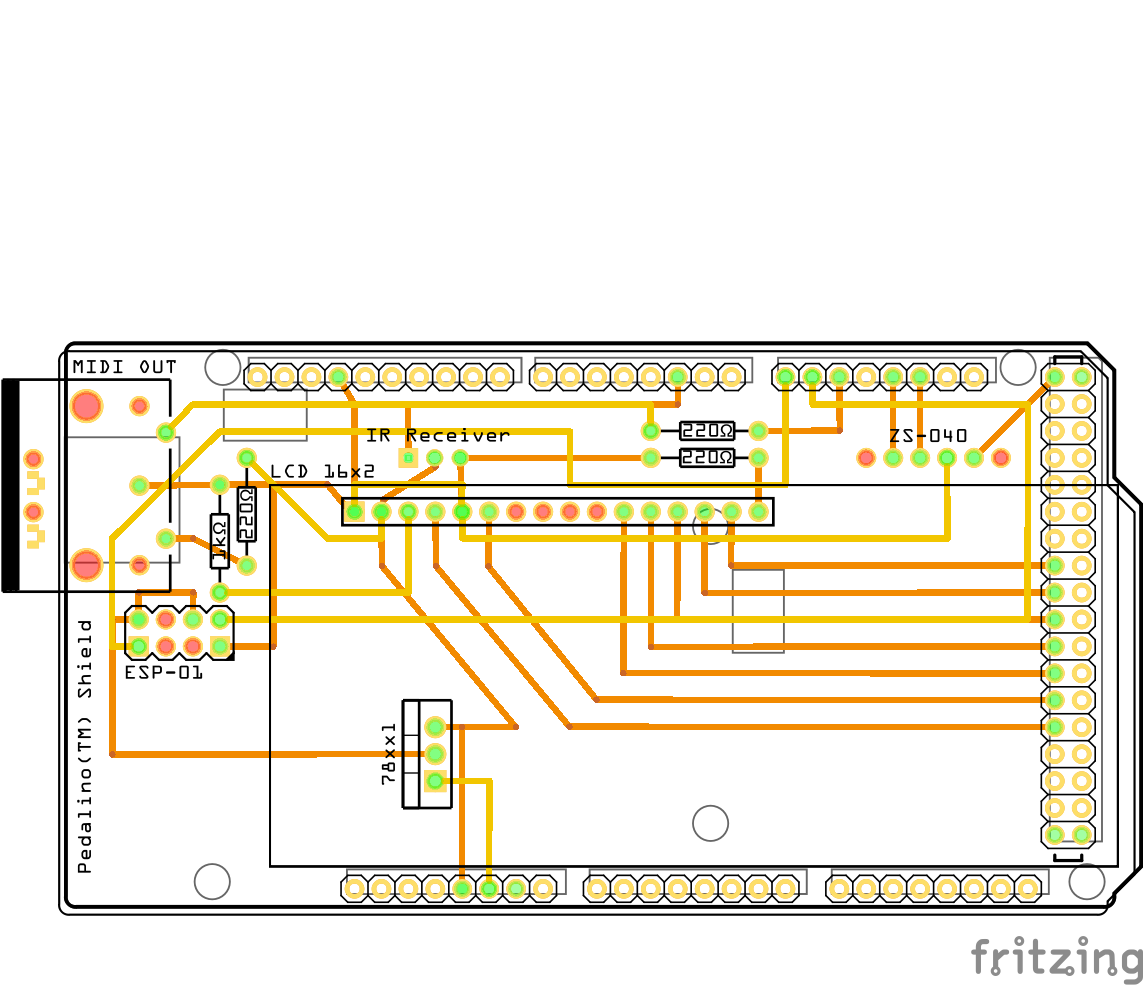 MIDI OUT
220Ω
IR Receiver
ZS-040
220Ω
LCD 16x2
220Ω
1kΩ
ESP-01
Pedalino(TM) Shield
78xx1
fritzing